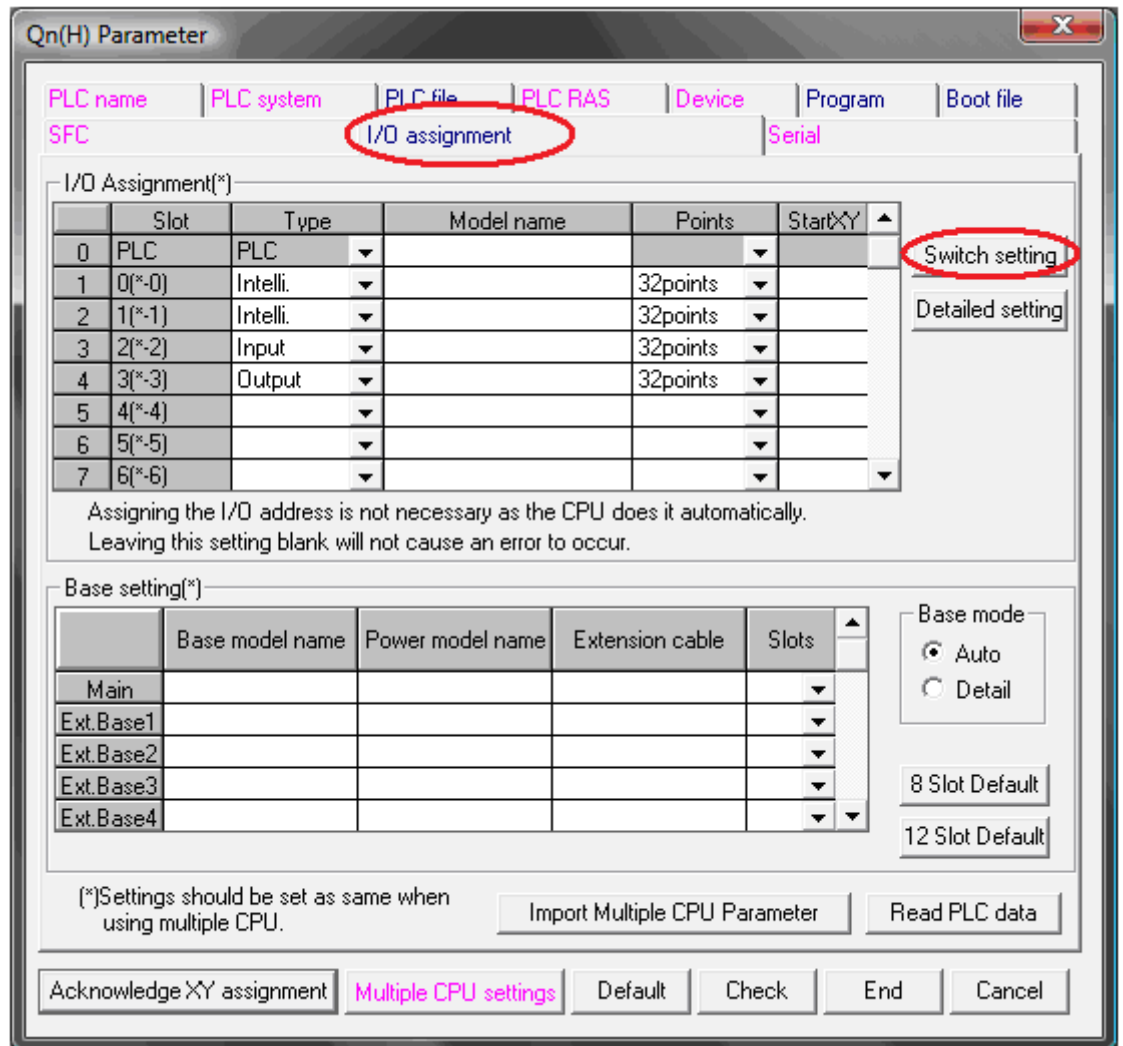 Qn(H) Parameter
PLC name PLC system PLC file PLC RAS Device Program Boot file
SFC I/O assignment Serial
I/O Assignment(*)
Slot Type Model name Points StartXY
0 PLC PLC
1 0(*-0) Intelli. 32points
2 1(*-1) Intelli. 32points
3 2(*-2) Input 32points
4 3(*-3) Output 32points
5 4(*-4)
6 5(*-5)
7 6(*-6)
Switch setting
Detailed setting
Assigning the I/O address is not necessary as the CPU does it automatically.
Leaving this setting blank will not cause an error to occur.
Base setting(*)
Base model name Power model name Extension cable Slots
Main
Ext.Base1
Ext.Base2
Ext.Base3
Ext.Base4
Base mode
Auto
Detail
8 Slot Default
12 Slot Default
(*)Settings should be set as same when
using multiple CPU.
Import Multiple CPU Parameter Read PLC data
Acknowledge XY assignment Multiple CPU settings Default Check End Cancel